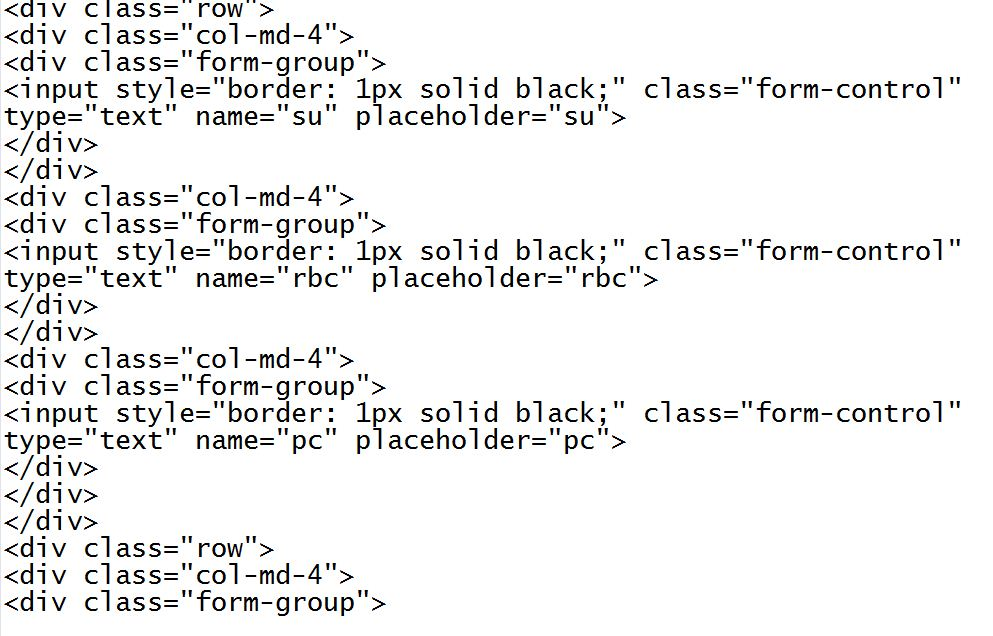 <div class="row">
<div class="col-md-4">
<div class="form-group">
<input style="border: 1px solid black;" class="form-control"
type="text" name="su" placeholder="su">
</div>
</div>
<div class="col-md-4">
<div class="form-group">
<input style="border: 1px solid black;" class="form-control"
type="text" name="rbc" placeholder="rbc">
</div>
</div>
<div class="col-md-4">
<div class="form-group">
<input style="border: 1px solid black;" class="form-control"
type="text" name="pc" placeholder="pc">
</div>
</div>
</div>
<div class="row">
<div class="col-md-4">
<div class="form-group">